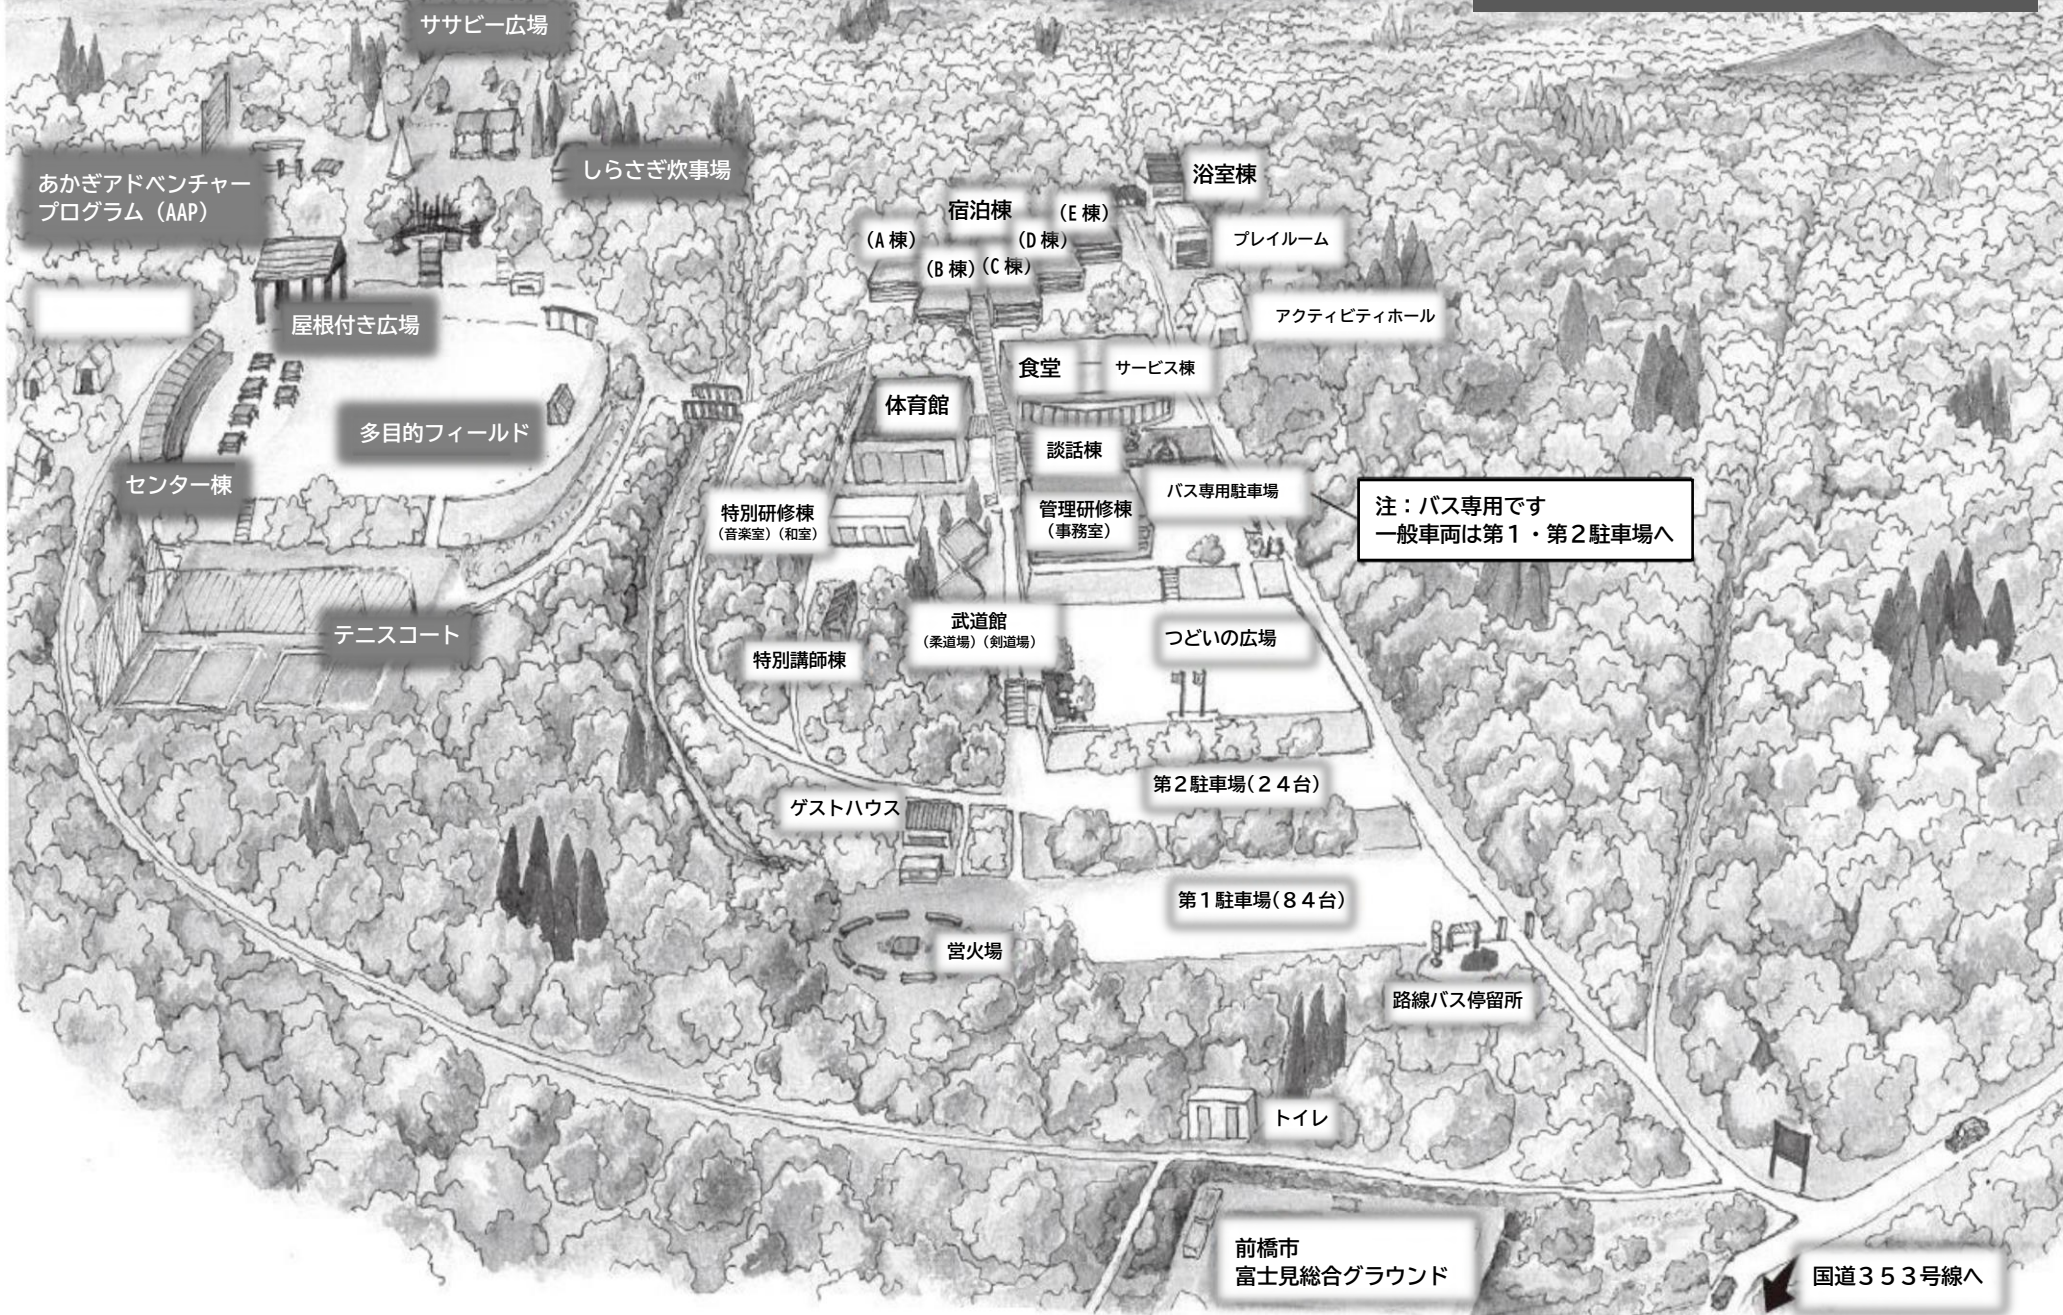 ササビー広場
あかぎアドベンチャー
プログラム（AAP）
しらさぎ炊事場
浴室棟
宿泊棟
（E棟）
（A棟）
（D棟）
プレイルーム
（B棟）
（C棟）
屋根付き広場
アクティビティホール
食堂
サービス棟
体育館
多目的フィールド
談話棟
センター棟
バス専用駐車場
注：バス専用です
一般車両は第１・第２駐車場へ
特別研修棟
（音楽室）（和室）
管理研修棟
（事務室）
テニスコート
武道館
（柔道場）（剣道場）
つどいの広場
特別講師棟
第２駐車場（２４台）
ゲストハウス
第１駐車場（８４台）
営火場
路線バス停留所
トイレ
前橋市
富士見総合グラウンド
国道３５３号線へ